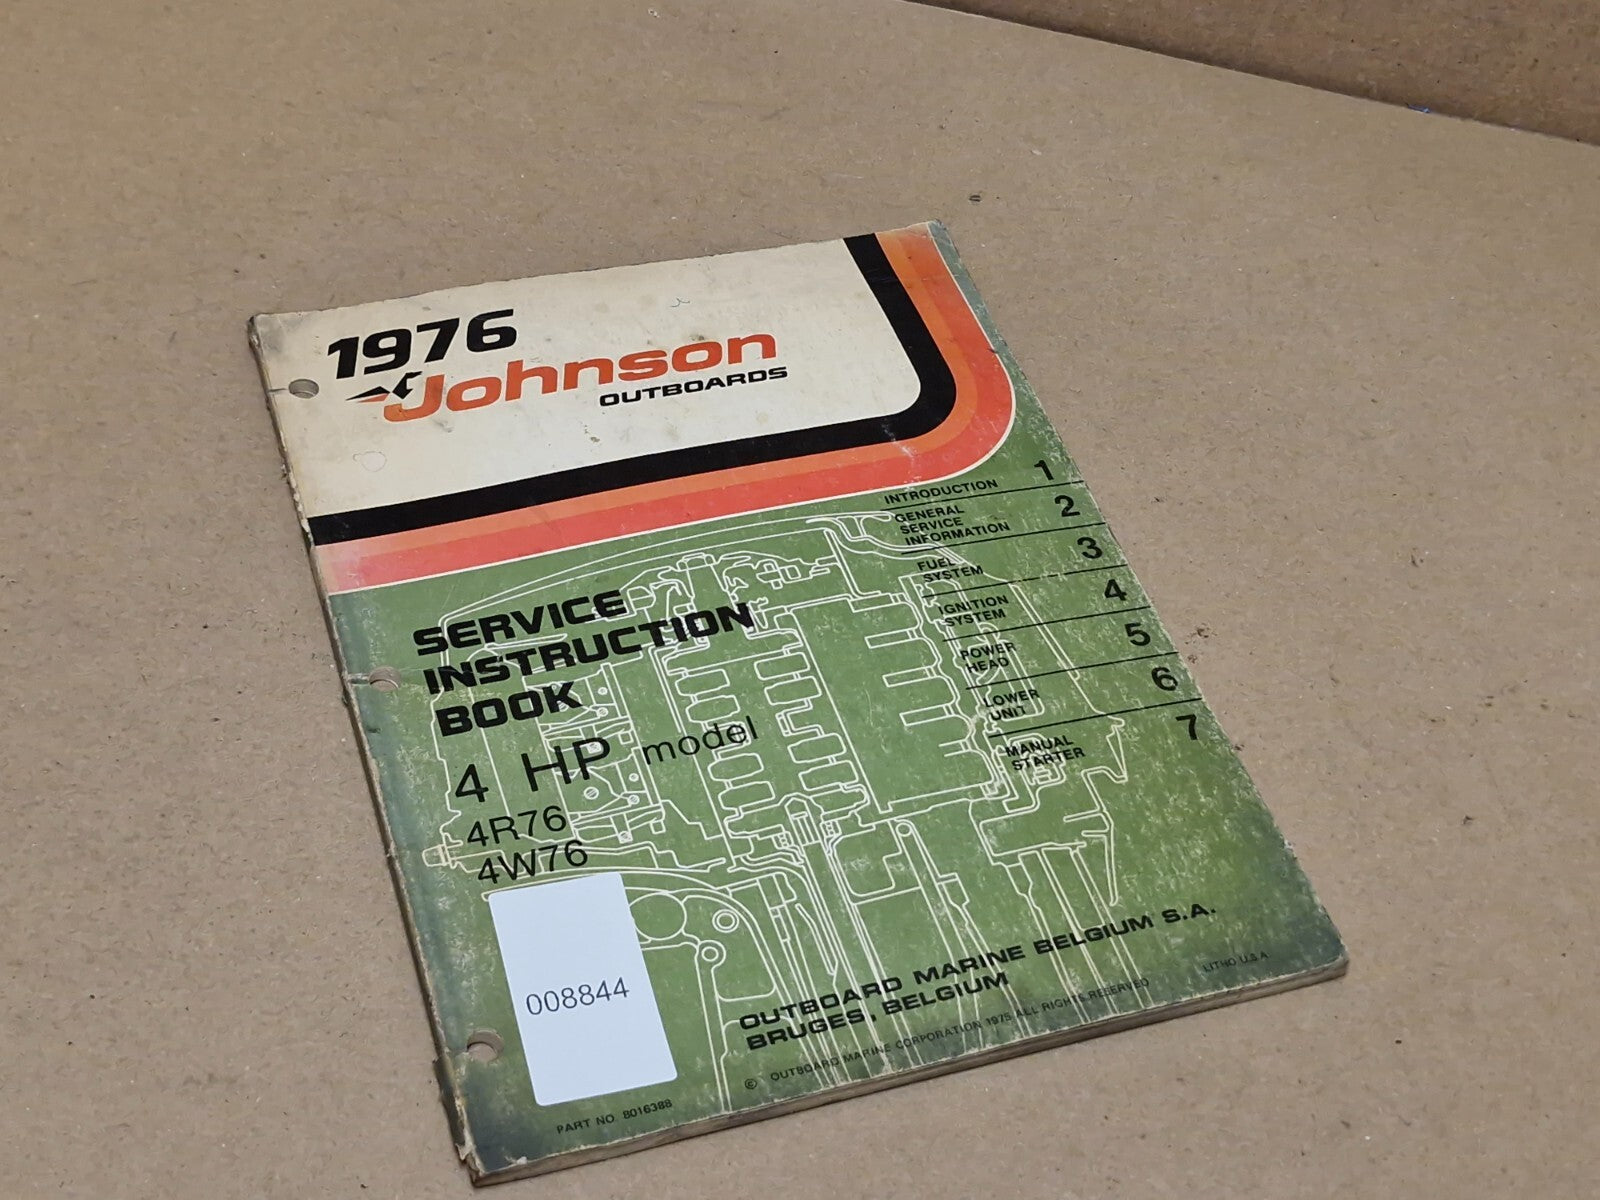 1976
Johnson
OUTBOARDS
INTRODUCTION 1
GENERAL
SERVICE
INFORMATION 2
FUEL
SYSTEM 3
IGNITION
SYSTEM 4
POWER
HEAD 5
LOWER
UNIT 6
MANUAL
STARTER 7
SERVICE
INSTRUCTION
BOOK
4 HP model
4R76
4W76
008844
OUTBOARD MARINE BELGIUM S.A.
BRUGES, BELGIUM
© OUTBOARD MARINE CORPORATION 1975 ALL RIGHTS RESERVED
LITHO U.S.A
PART NO. 8016388